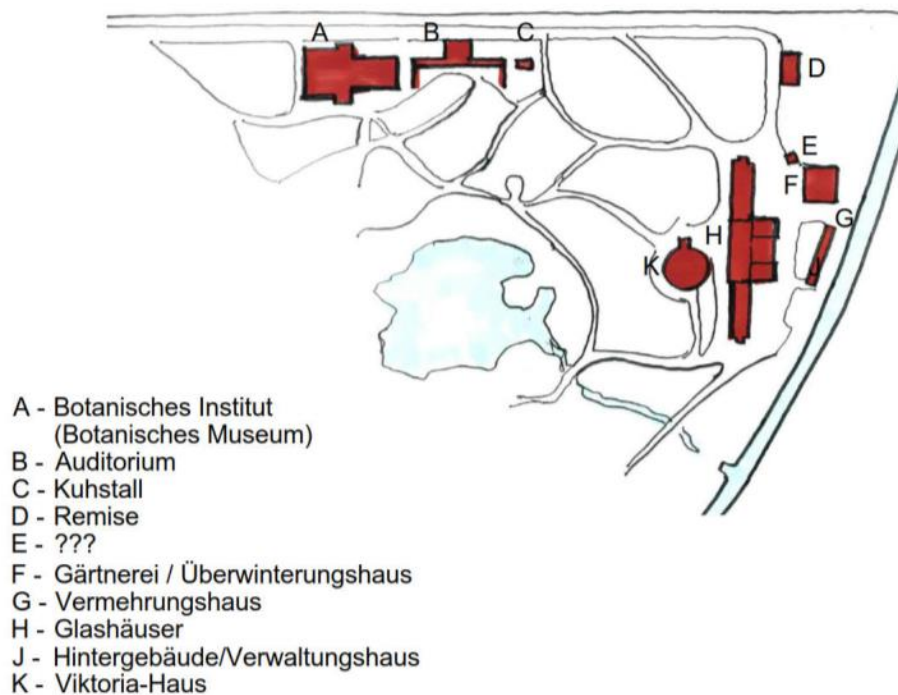 A
B
C
D
E
F
G
H
J
K
A - Botanisches Institut
(Botanisches Museum)
B - Auditorium
C - Kuhstall
D - Remise
E - ???
F - Gärtnerei / Überwinterungshaus
G - Vermehrungshaus
H - Glashäuser
J - Hintergebäude/Verwaltungshaus
K - Viktoria-Haus